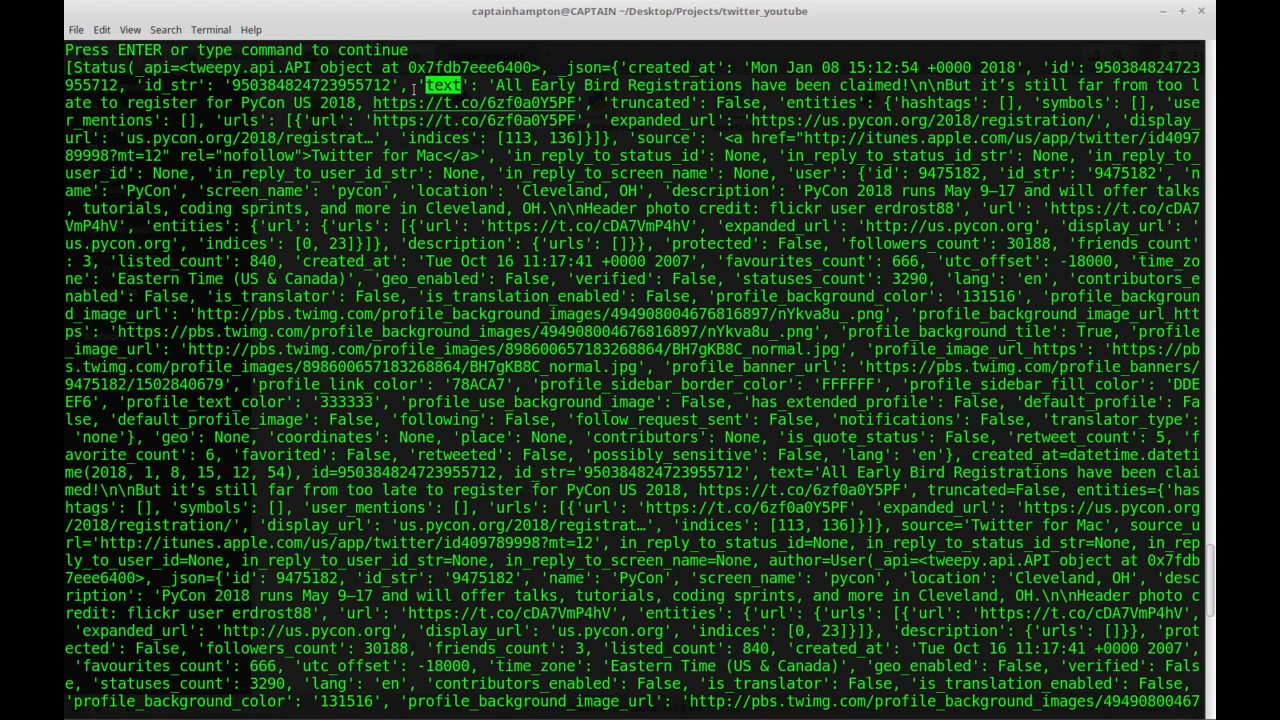 captainhampton@CAPTAIN ~/Desktop/Projects/twitter_youtube
File Edit View Search Terminal Help
Press ENTER or type command to continue
[Status(_api=<tweepy.api.API object at 0x7fdb7eee6400>, _json={'created_at': 'Mon Jan 08 15:12:54 +0000 2018', 'id': 950384824723
955712, 'id_str': '950384824723955712', 'text': 'All Early Bird Registrations have been claimed!\n\nBut it’s still far from too l
ate to register for PyCon US 2018, https://t.co/6zf0a0Y5PF', 'truncated': False, 'entities': {'hashtags': [], 'symbols': [], 'use
r_mentions': [], 'urls': [{'url': 'https://t.co/6zf0a0Y5PF', 'expanded_url': 'https://us.pycon.org/2018/registration/', 'display_
url': 'us.pycon.org/2018/registrat…', 'indices': [113, 136]}]}, 'source': '<a href="http://itunes.apple.com/us/app/twitter/id4097
89998?mt=12" rel="nofollow">Twitter for Mac</a>', 'in_reply_to_status_id': None, 'in_reply_to_status_id_str': None, 'in_reply_to_
user_id': None, 'in_reply_to_user_id_str': None, 'in_reply_to_screen_name': None, 'user': {'id': 9475182, 'id_str': '9475182', 'n
ame': 'PyCon', 'screen_name': 'pycon', 'location': 'Cleveland, OH', 'description': 'PyCon 2018 runs May 9–17 and will offer talks
, tutorials, coding sprints, and more in Cleveland, OH.\n\nHeader photo credit: flickr user erdrost88', 'url': 'https://t.co/cDA7
VmP4hV', 'entities': {'url': {'urls': [{'url': 'https://t.co/cDA7VmP4hV', 'expanded_url': 'http://us.pycon.org', 'display_url': '
us.pycon.org', 'indices': [0, 23]}]}, 'description': {'urls': []}}, 'protected': False, 'followers_count': 30188, 'friends_count'
: 3, 'listed_count': 840, 'created_at': 'Tue Oct 16 11:17:41 +0000 2007', 'favourites_count': 666, 'utc_offset': -18000, 'time_zo
ne': 'Eastern Time (US & Canada)', 'geo_enabled': False, 'verified': False, 'statuses_count': 3290, 'lang': 'en', 'contributors_e
nabled': False, 'is_translator': False, 'is_translation_enabled': False, 'profile_background_color': '131516', 'profile_backgroun
d_image_url': 'http://pbs.twimg.com/profile_background_images/494908004676816897/nYkva8u_.png', 'profile_background_image_url_htt
ps': 'https://pbs.twimg.com/profile_background_images/494908004676816897/nYkva8u_.png', 'profile_background_tile': True, 'profile
_image_url': 'http://pbs.twimg.com/profile_images/898600657183268864/BH7gKB8C_normal.jpg', 'profile_image_url_https': 'https://pb
s.twimg.com/profile_images/898600657183268864/BH7gKB8C_normal.jpg', 'profile_banner_url': 'https://pbs.twimg.com/profile_banners/
9475182/1502840679', 'profile_link_color': '78ACA7', 'profile_sidebar_border_color': 'FFFFFF', 'profile_sidebar_fill_color': 'DDE
EF6', 'profile_text_color': '333333', 'profile_use_background_image': False, 'has_extended_profile': False, 'default_profile': Fa
lse, 'default_profile_image': False, 'following': False, 'follow_request_sent': False, 'notifications': False, 'translator_type':
 'none'}, 'geo': None, 'coordinates': None, 'place': None, 'contributors': None, 'is_quote_status': False, 'retweet_count': 5, 'f
avorite_count': 6, 'favorited': False, 'retweeted': False, 'possibly_sensitive': False, 'lang': 'en'}, created_at=datetime.dateti
me(2018, 1, 8, 15, 12, 54), id=950384824723955712, id_str='950384824723955712', text='All Early Bird Registrations have been clai
med!\n\nBut it’s still far from too late to register for PyCon US 2018, https://t.co/6zf0a0Y5PF', truncated=False, entities={'has
htags': [], 'symbols': [], 'user_mentions': [], 'urls': [{'url': 'https://t.co/6zf0a0Y5PF', 'expanded_url': 'https://us.pycon.org
/2018/registration/', 'display_url': 'us.pycon.org/2018/registrat…', 'indices': [113, 136]}]}, source='Twitter for Mac', source_u
rl='http://itunes.apple.com/us/app/twitter/id409789998?mt=12', in_reply_to_status_id=None, in_reply_to_status_id_str=None, in_rep
ly_to_user_id=None, in_reply_to_user_id_str=None, in_reply_to_screen_name=None, author=User(_api=<tweepy.api.API object at 0x7fdb
7eee6400>, _json={'id': 9475182, 'id_str': '9475182', 'name': 'PyCon', 'screen_name': 'pycon', 'location': 'Cleveland, OH', 'desc
ription': 'PyCon 2018 runs May 9–17 and will offer talks, tutorials, coding sprints, and more in Cleveland, OH.\n\nHeader photo c
redit: flickr user erdrost88', 'url': 'https://t.co/cDA7VmP4hV', 'entities': {'url': {'urls': [{'url': 'https://t.co/cDA7VmP4hV',
 'expanded_url': 'http://us.pycon.org', 'display_url': 'us.pycon.org', 'indices': [0, 23]}]}, 'description': {'urls': []}}, 'prot
ected': False, 'followers_count': 30188, 'friends_count': 3, 'listed_count': 840, 'created_at': 'Tue Oct 16 11:17:41 +0000 2007',
 'favourites_count': 666, 'utc_offset': -18000, 'time_zone': 'Eastern Time (US & Canada)', 'geo_enabled': False, 'verified': Fals
e, 'statuses_count': 3290, 'lang': 'en', 'contributors_enabled': False, 'is_translator': False, 'is_translation_enabled': False,
'profile_background_color': '131516', 'profile_background_image_url': 'http://pbs.twimg.com/profile_background_images/49490800467